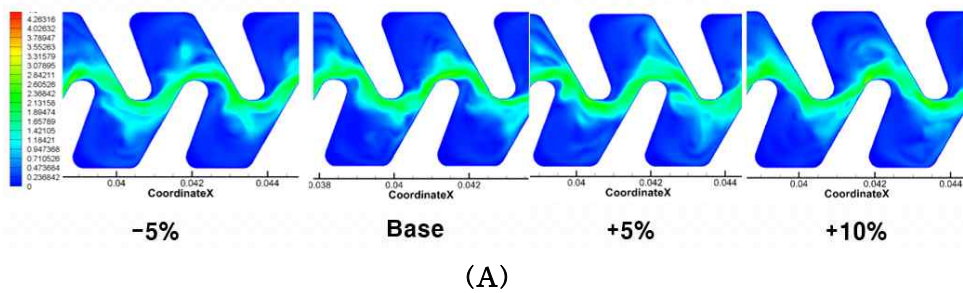 4.26316
4.02632
3.78947
3.55263
3.31579
3.07895
2.84211
2.60526
2.36842
2.13158
1.89474
1.65789
1.42105
1.18421
0.947368
0.710526
0.473684
0.236842
0
0.04 0.042 0.044
CoordinateX
0.038 0.04 0.042
CoordinateX
0.04 0.042 0.044
CoordinateX
0.04 0.042 0.044
CoordinateX
-5% Base +5% +10%
(A)